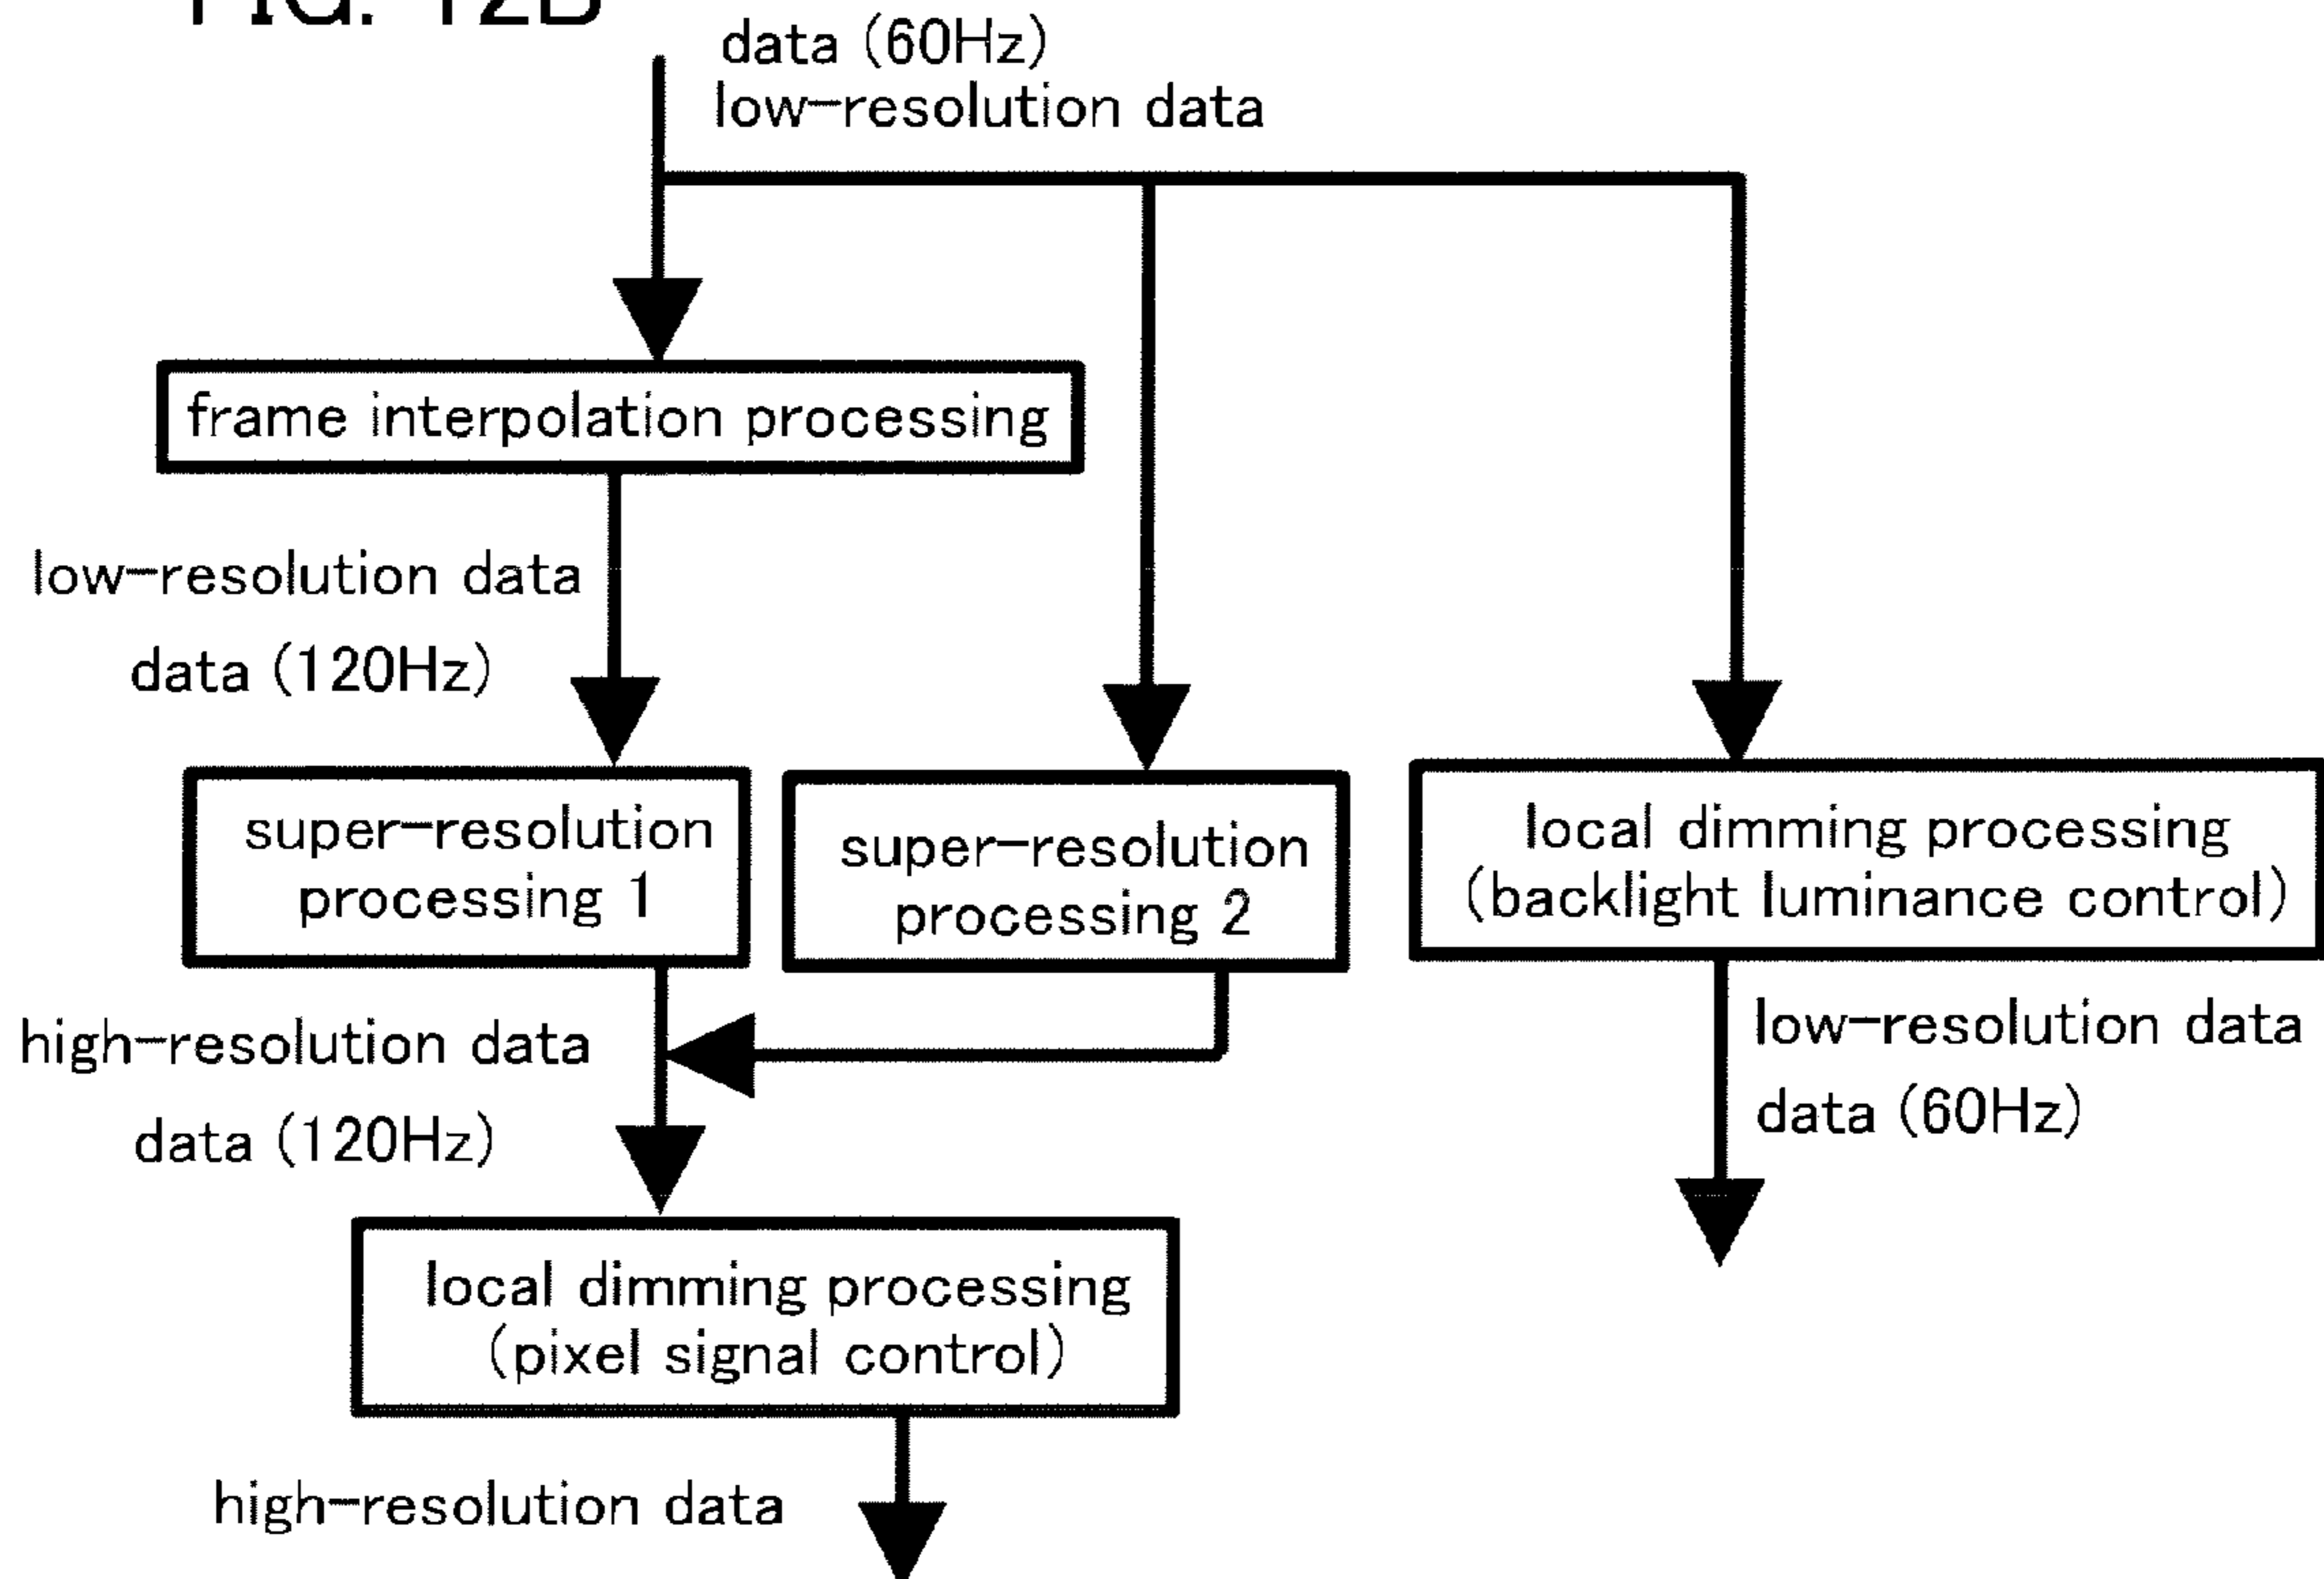 FIG. 12B
data (60Hz)
low-resolution data
frame interpolation processing
low-resolution data
data (120Hz)
super-resolution
processing 1
super-resolution
processing 2
local dimming processing
(backlight luminance control)
high-resolution data
data (120Hz)
low-resolution data
data (60Hz)
local dimming processing
(pixel signal control)
high-resolution data